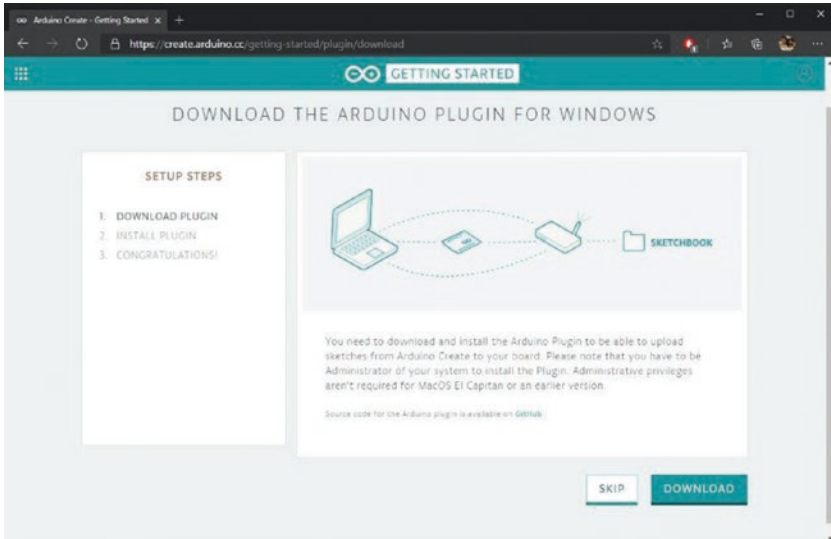 Arduino Create - Getting Started
https://create.arduino.cc/getting-started/plugin/download
GETTING STARTED
DOWNLOAD THE ARDUINO PLUGIN FOR WINDOWS
SETUP STEPS
1. DOWNLOAD PLUGIN
2. INSTALL PLUGIN
3. CONGRATULATIONS!
SKETCHBOOK
You need to download and install the Arduino Plugin to be able to upload
sketches from Arduino Create to your board. Please note that you have to be
Administrator of your system to install the Plugin. Administrative privileges
aren't required for MacOS El Capitan or an earlier version.
Source code for the Arduino plugin is available on GitHub
SKIP
DOWNLOAD